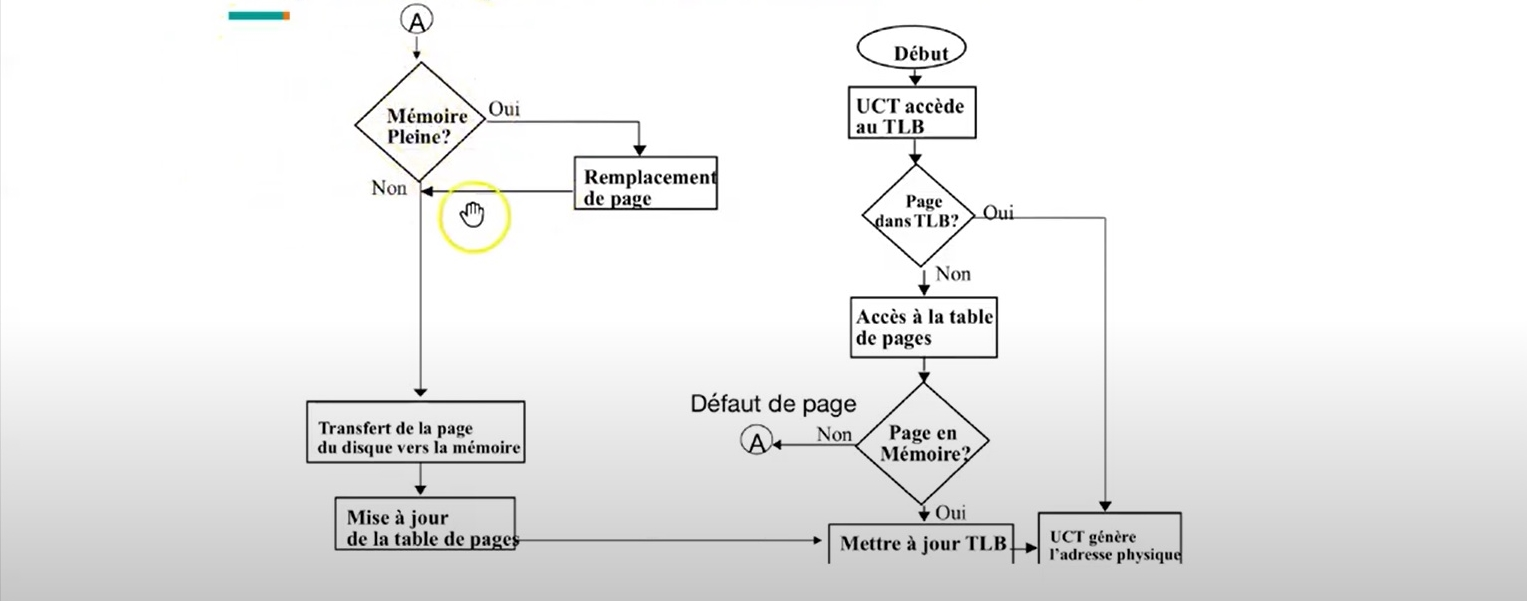 A
Mémoire
Pleine?
Oui
Non
Remplacement
de page
Transfert de la page
du disque vers la mémoire
Mise à jour
de la table de pages
Début
UCT accède
au TLB
Page
dans TLB?
Oui
Non
Accès à la table
de pages
Défaut de page
A
Non
Page en
Mémoire?
Oui
Mettre à jour TLB
UCT génère
l'adresse physique